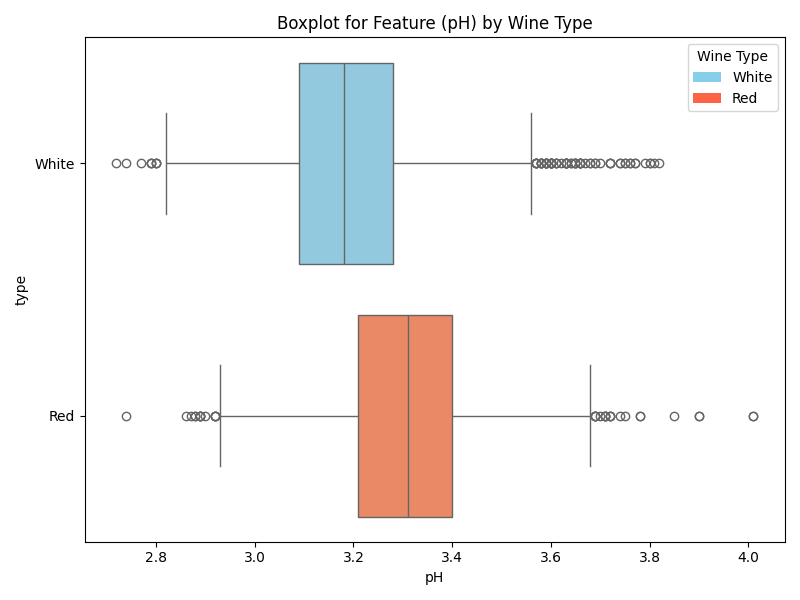 Boxplot for Feature (pH) by Wine Type
Wine Type
White
Red
type
White
Red
2.8 3.0 3.2 3.4 3.6 3.8 4.0
pH